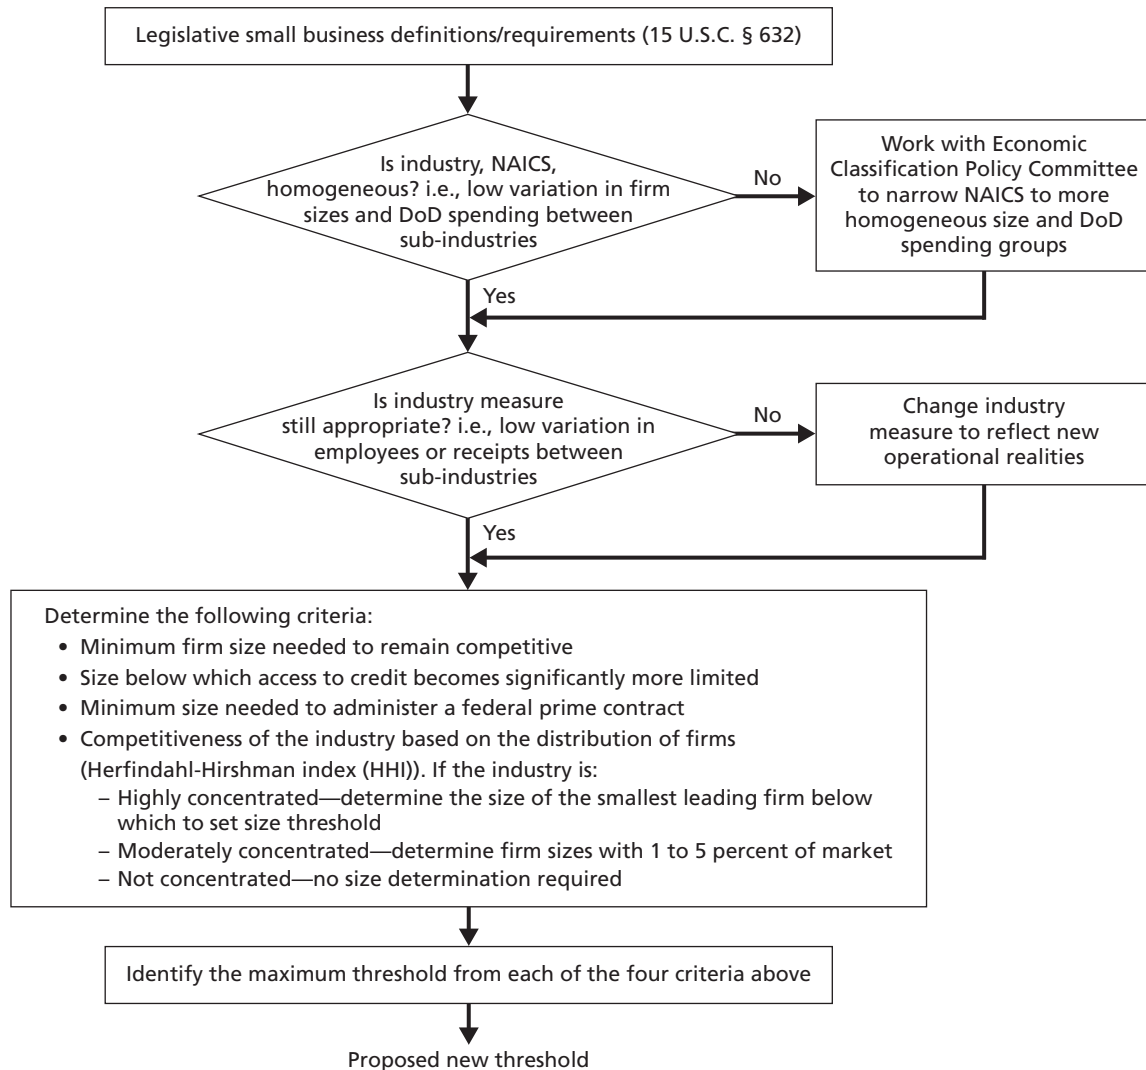 Legislative small business definitions/requirements (15 U.S.C. § 632)
Is industry, NAICS,
homogeneous? i.e., low variation in firm
sizes and DoD spending between
sub-industries
No
Work with Economic
Classification Policy Committee
to narrow NAICS to more
homogeneous size and DoD
spending groups
Yes
Is industry measure
still appropriate? i.e., low variation in
employees or receipts between
sub-industries
No
Change industry
measure to reflect new
operational realities
Yes
Determine the following criteria:
• Minimum firm size needed to remain competitive
• Size below which access to credit becomes significantly more limited
• Minimum size needed to administer a federal prime contract
• Competitiveness of the industry based on the distribution of firms
(Herfindahl-Hirshman index (HHI)). If the industry is:
– Highly concentrated—determine the size of the smallest leading firm below
which to set size threshold
– Moderately concentrated—determine firm sizes with 1 to 5 percent of market
– Not concentrated—no size determination required
Identify the maximum threshold from each of the four criteria above
Proposed new threshold